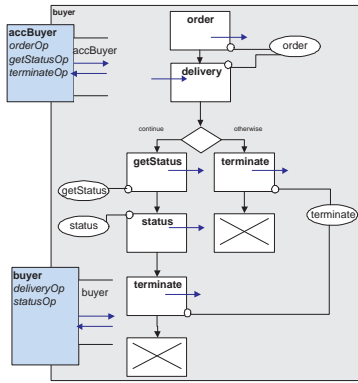 buyer
accBuyer
orderOp
getStatusOp
terminateOp
accBuyer
order
order
delivery
continue
otherwise
getStatus
terminate
getStatus
status
status
terminate
terminate
buyer
deliveryOp
statusOp
buyer